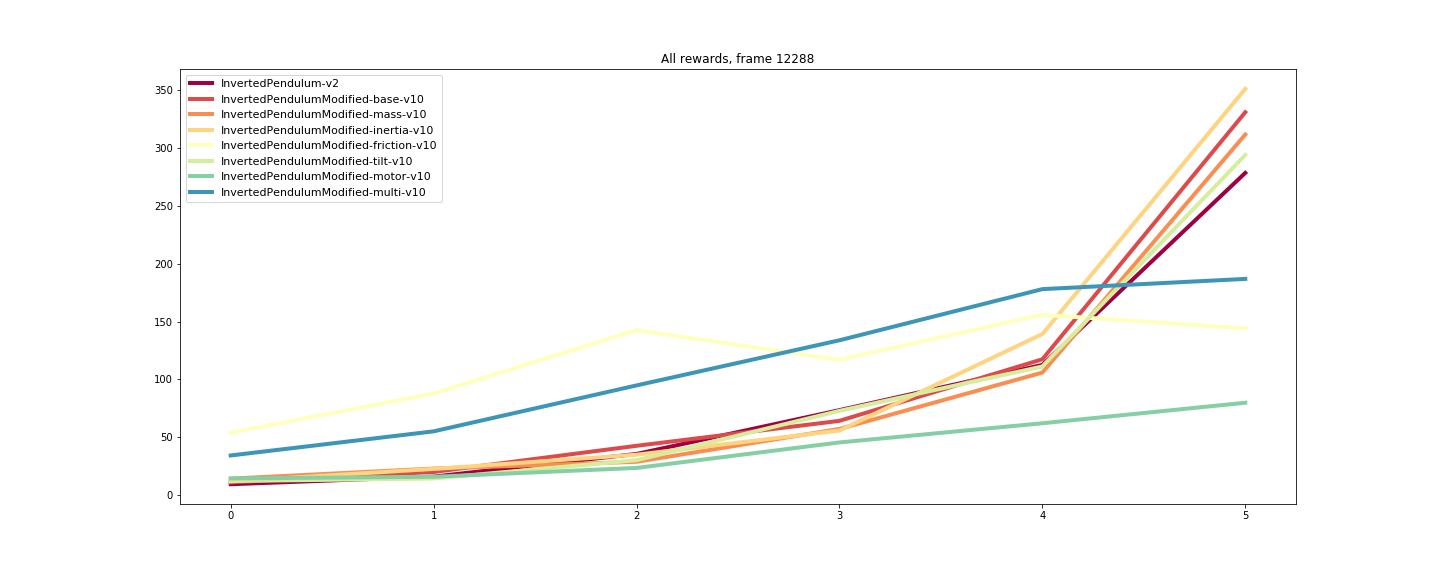 All rewards, frame 12288
InvertedPendulum-v2
InvertedPendulumModified-base-v10
InvertedPendulumModified-mass-v10
InvertedPendulumModified-inertia-v10
InvertedPendulumModified-friction-v10
InvertedPendulumModified-tilt-v10
InvertedPendulumModified-motor-v10
InvertedPendulumModified-multi-v10
350
300
250
200
150
100
50
0
0 1 2 3 4 5